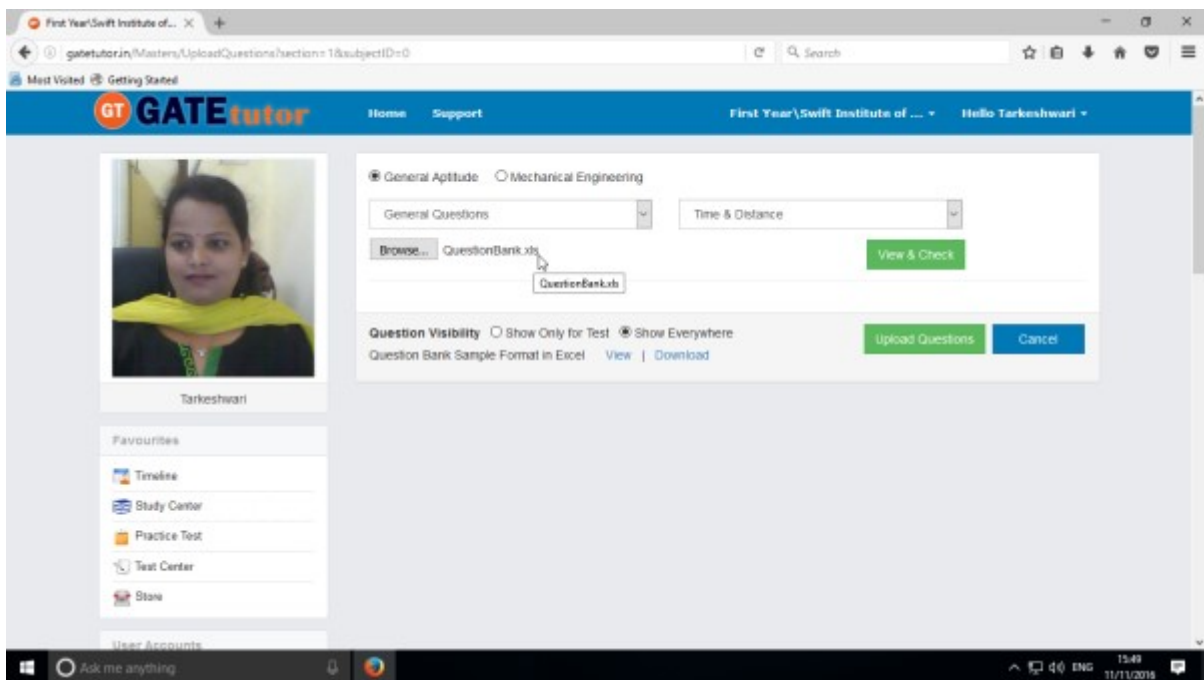 First Year\Swift Institute of...
gatetutor.in/Masters/UploadQuestions?section=1&subjectID=0
Search
Most Visited Getting Started
GT GATEtutor
Home Support First Year\Swift Institute of .... Hello Tarkeshwari
General Aptitude Mechanical Engineering
General Questions Time & Distance
Browse... QuestionBank.xls View & Check
QuestionBank.xls
Question Visibility Show Only for Test Show Everywhere
Question Bank Sample Format in Excel View | Download
Upload Questions Cancel
Tarkeshwari
Favourites
Timeline
Study Center
Practice Test
Test Center
Store
User Accounts
Ask me anything
ENG 15:49
11/11/2016